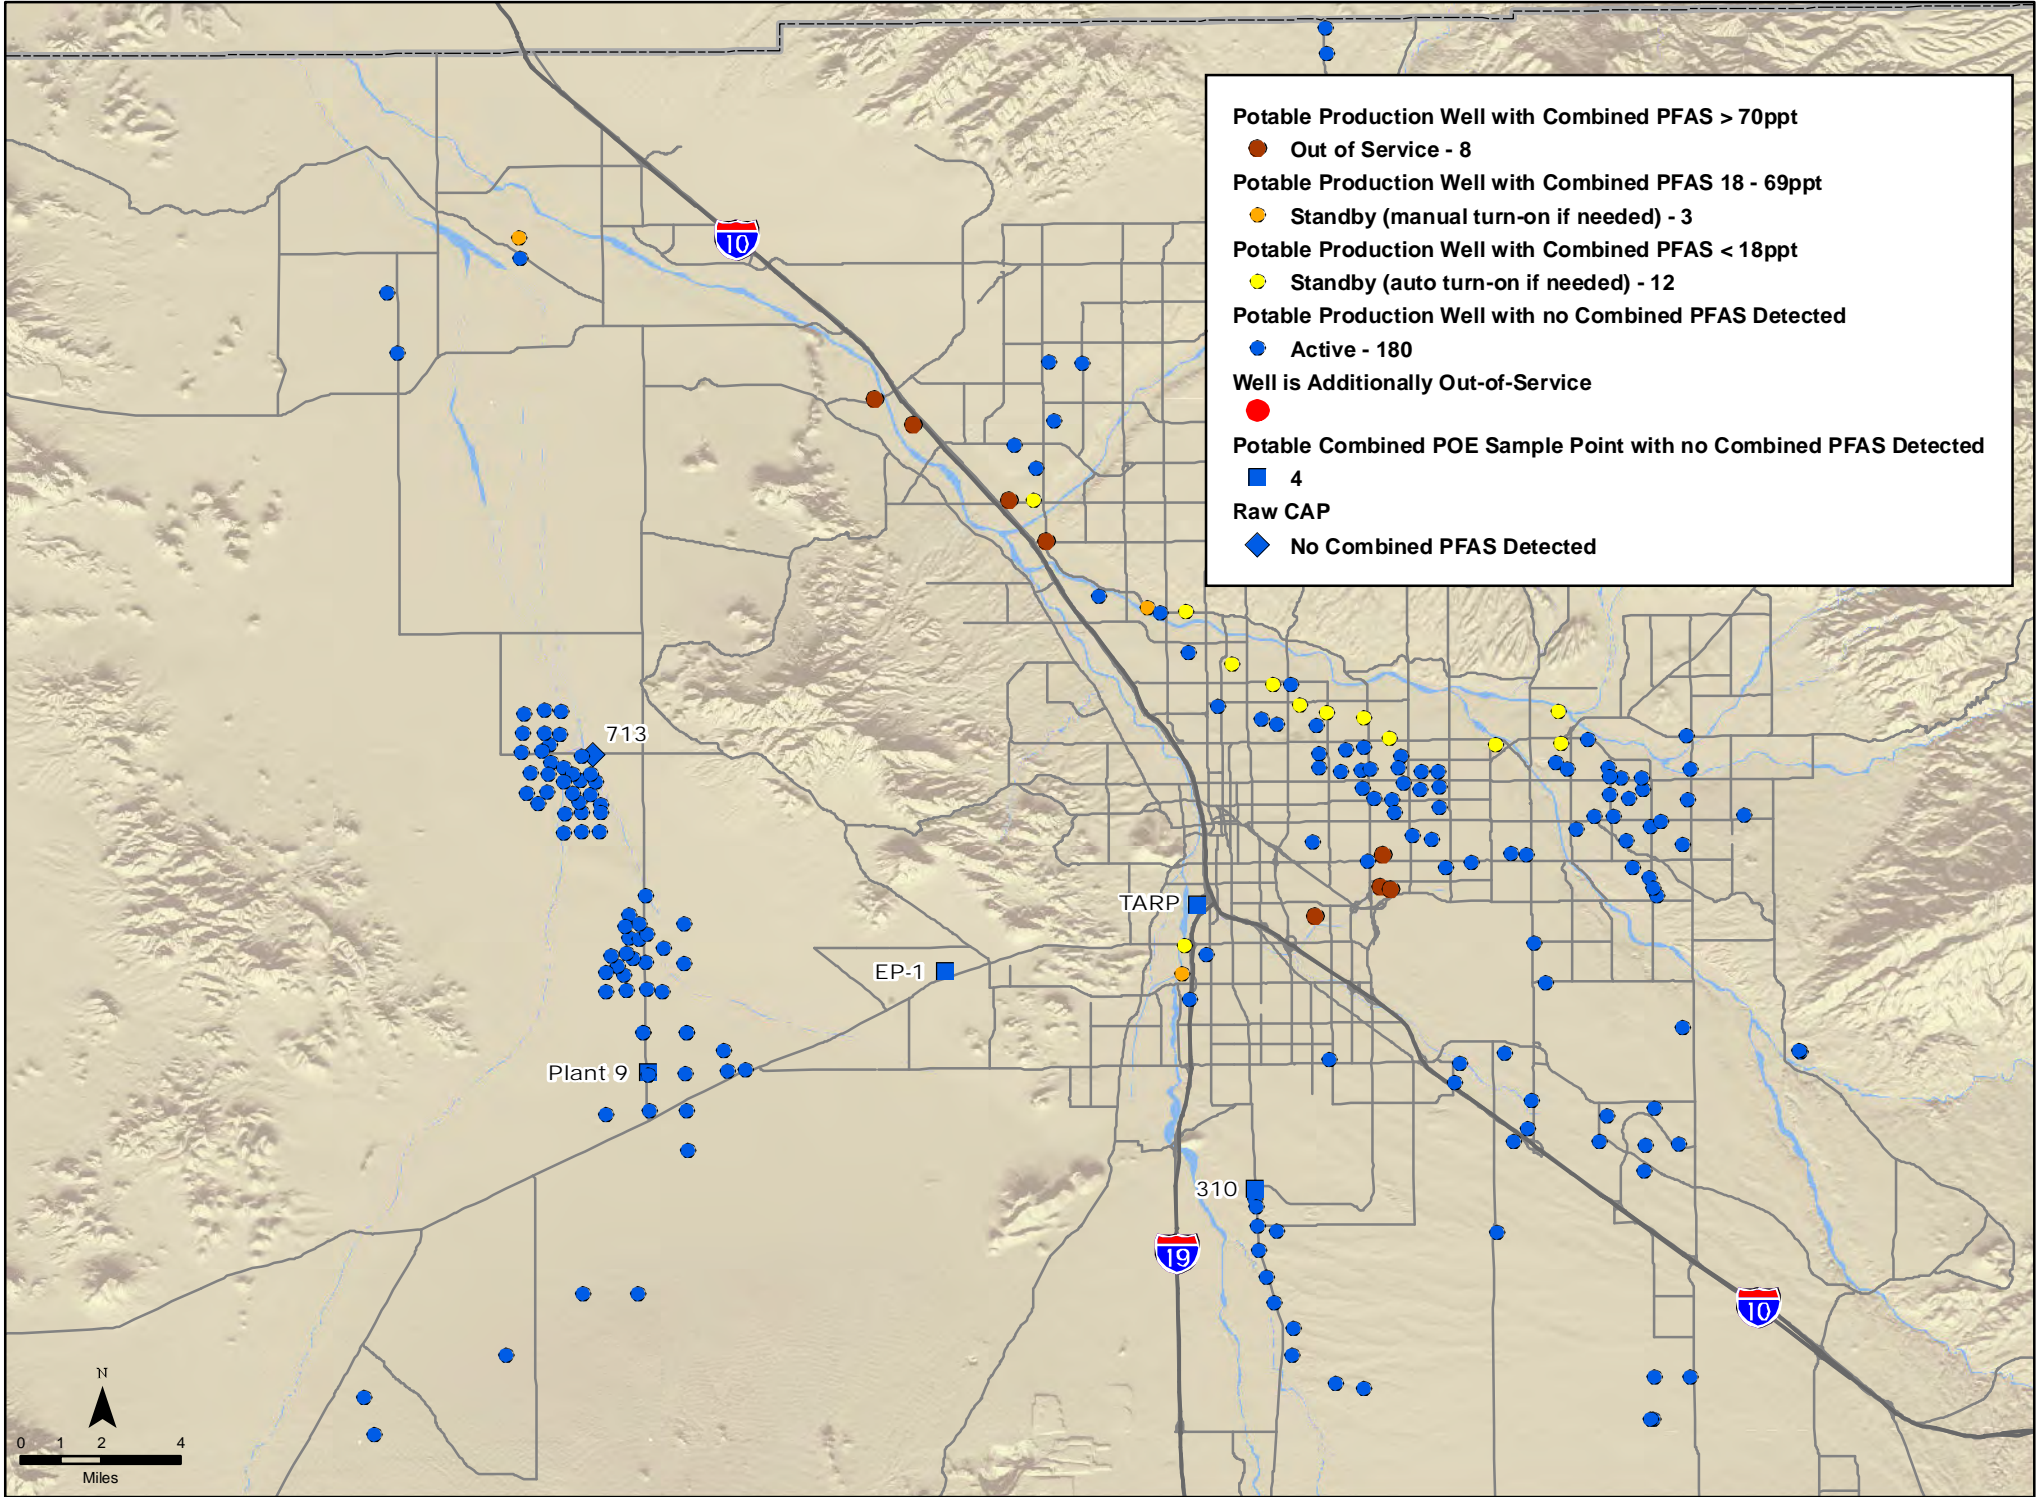 Potable Production Well with Combined PFAS > 70ppt
Out of Service - 8
Potable Production Well with Combined PFAS 18 - 69ppt
Standby (manual turn-on if needed) - 3
Potable Production Well with Combined PFAS < 18ppt
Standby (auto turn-on if needed) - 12
Potable Production Well with no Combined PFAS Detected
Active - 180
Well is Additionally Out-of-Service
Potable Combined POE Sample Point with no Combined PFAS Detected
4
Raw CAP
No Combined PFAS Detected
10
713
TARP
EP-1
Plant 9
310
19
10
N
0 1 2 4
Miles